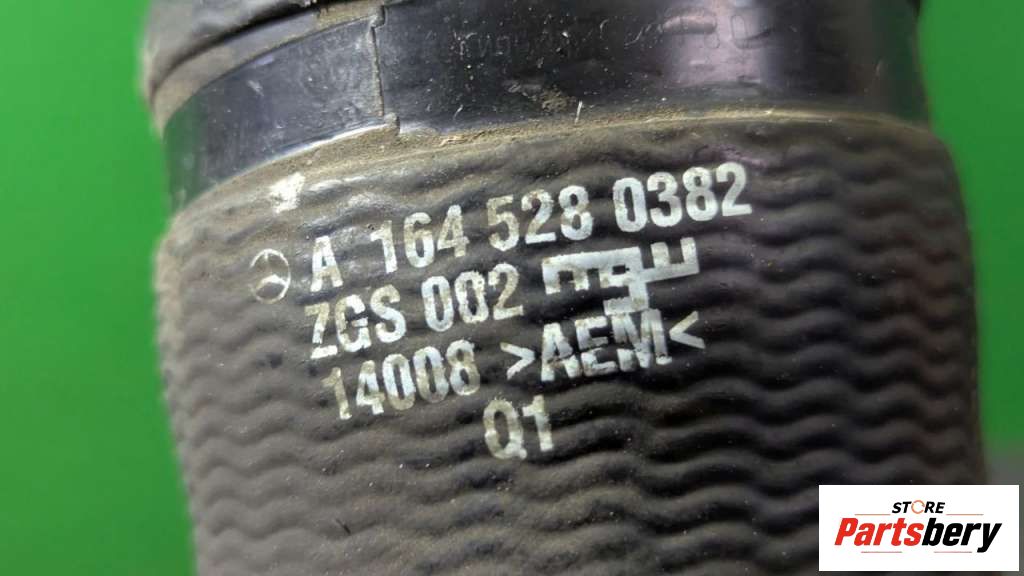 A 164 528 0382
ZGS 002
14008 >AEM<
Q1
STORE
Partsbery